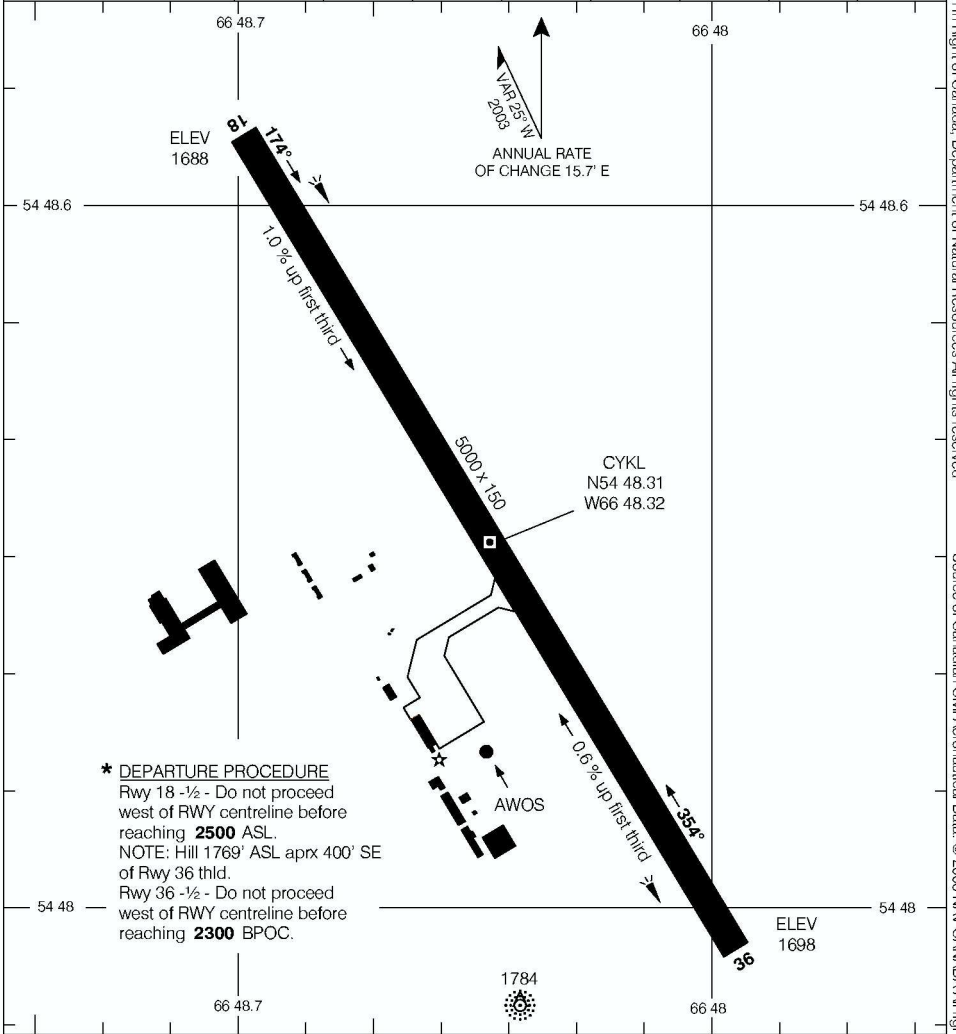 66 48.7
66 48
VAR 25° W
2003
ANNUAL RATE
OF CHANGE 15.7' E
18
174°
ELEV
1688
54 48.6
54 48.6
1.0 % up first third
5000 x 150
CYKL
N54 48.31
W66 48.32
AWOS
0.6 % up first third
354°
* DEPARTURE PROCEDURE
Rwy 18 -½ - Do not proceed
west of RWY centreline before
reaching 2500 ASL.
NOTE: Hill 1769' ASL aprx 400' SE
of Rwy 36 thld.
Rwy 36 -½ - Do not proceed
west of RWY centreline before
reaching 2300 BPOC.
54 48
54 48
ELEV
1698
36
1784
66 48.7
66 48